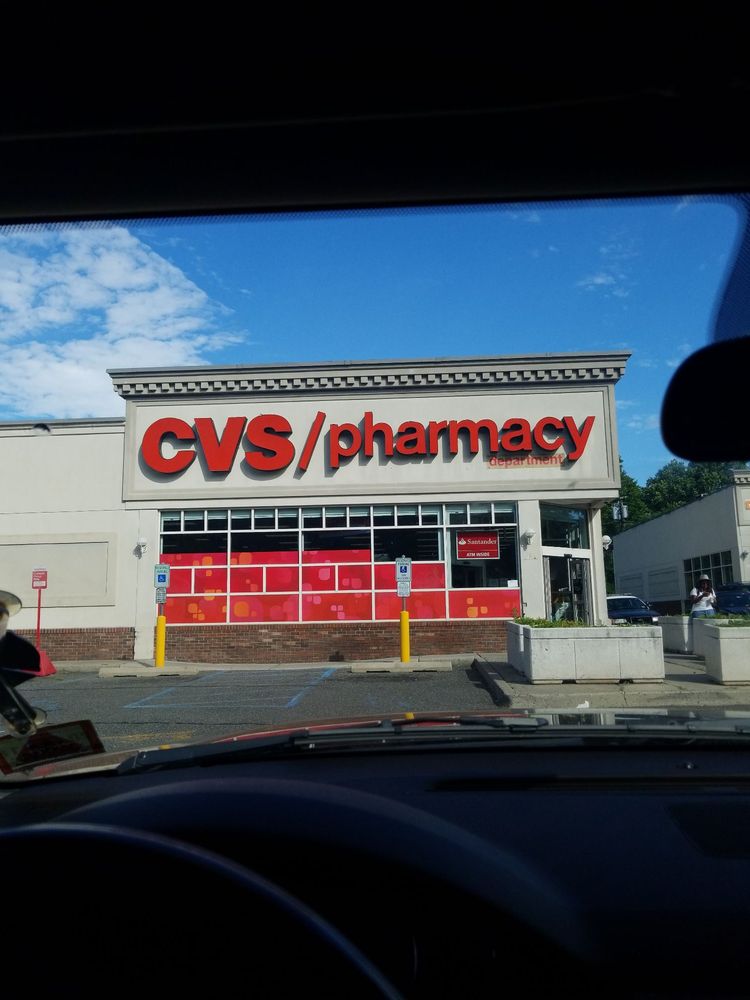 CVS/pharmacy
department
Santander
ATM INSIDE